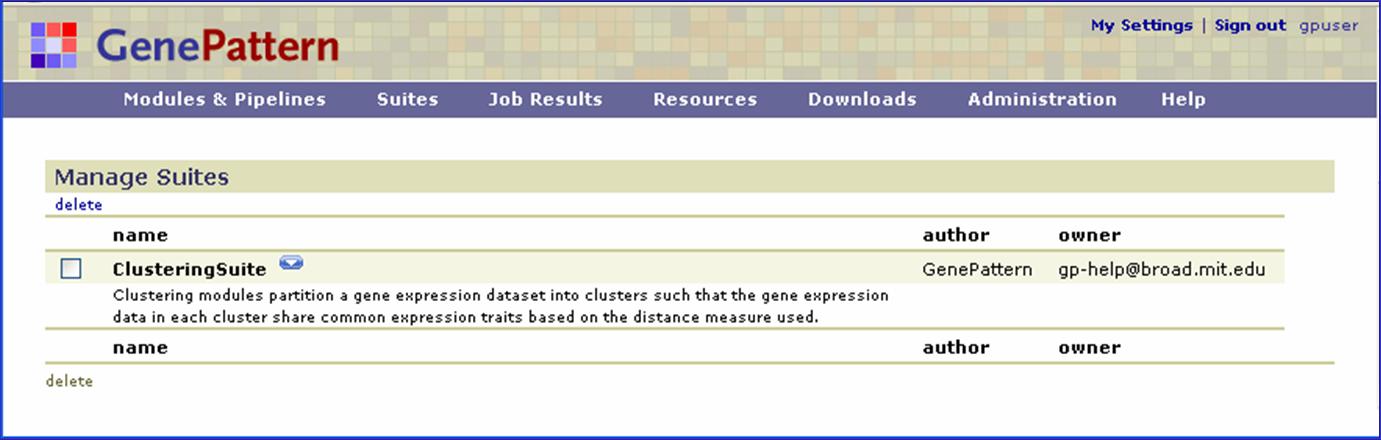 My Settings | Sign out gpuser
GenePattern
Modules & Pipelines Suites Job Results Resources Downloads Administration Help
Manage Suites
delete
name author owner
ClusteringSuite GenePattern gp-help@broad.mit.edu
Clustering modules partition a gene expression dataset into clusters such that the gene expression
data in each cluster share common expression traits based on the distance measure used.
name author owner
delete